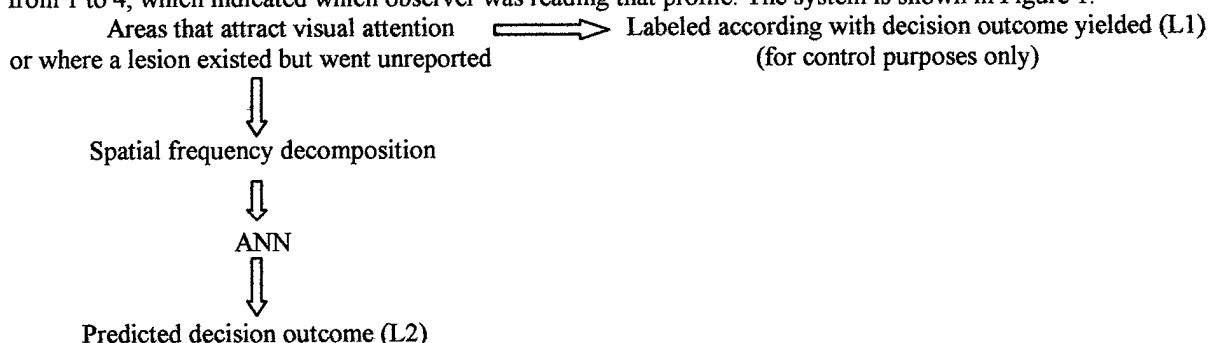 from 1 to 4, which indicated which observer was reading that profile. The system is shown in Figure 1.
Areas that attract visual attention
or where a lesion existed but went unreported
Labeled according with decision outcome yielded (L1)
(for control purposes only)
Spatial frequency decomposition
ANN
Predicted decision outcome (L2)